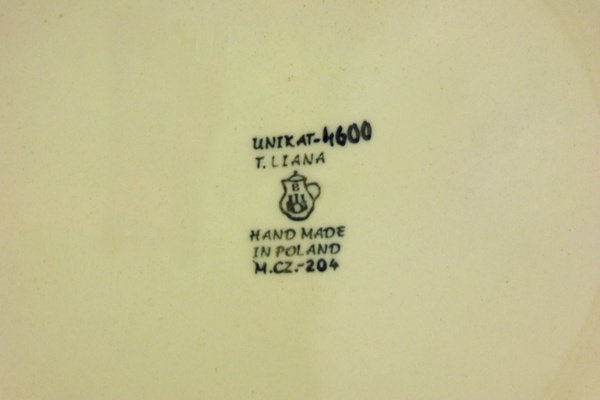 UNIKAT-4600
T. LIANA
B
HAND MADE
IN POLAND
M.CZ.-204